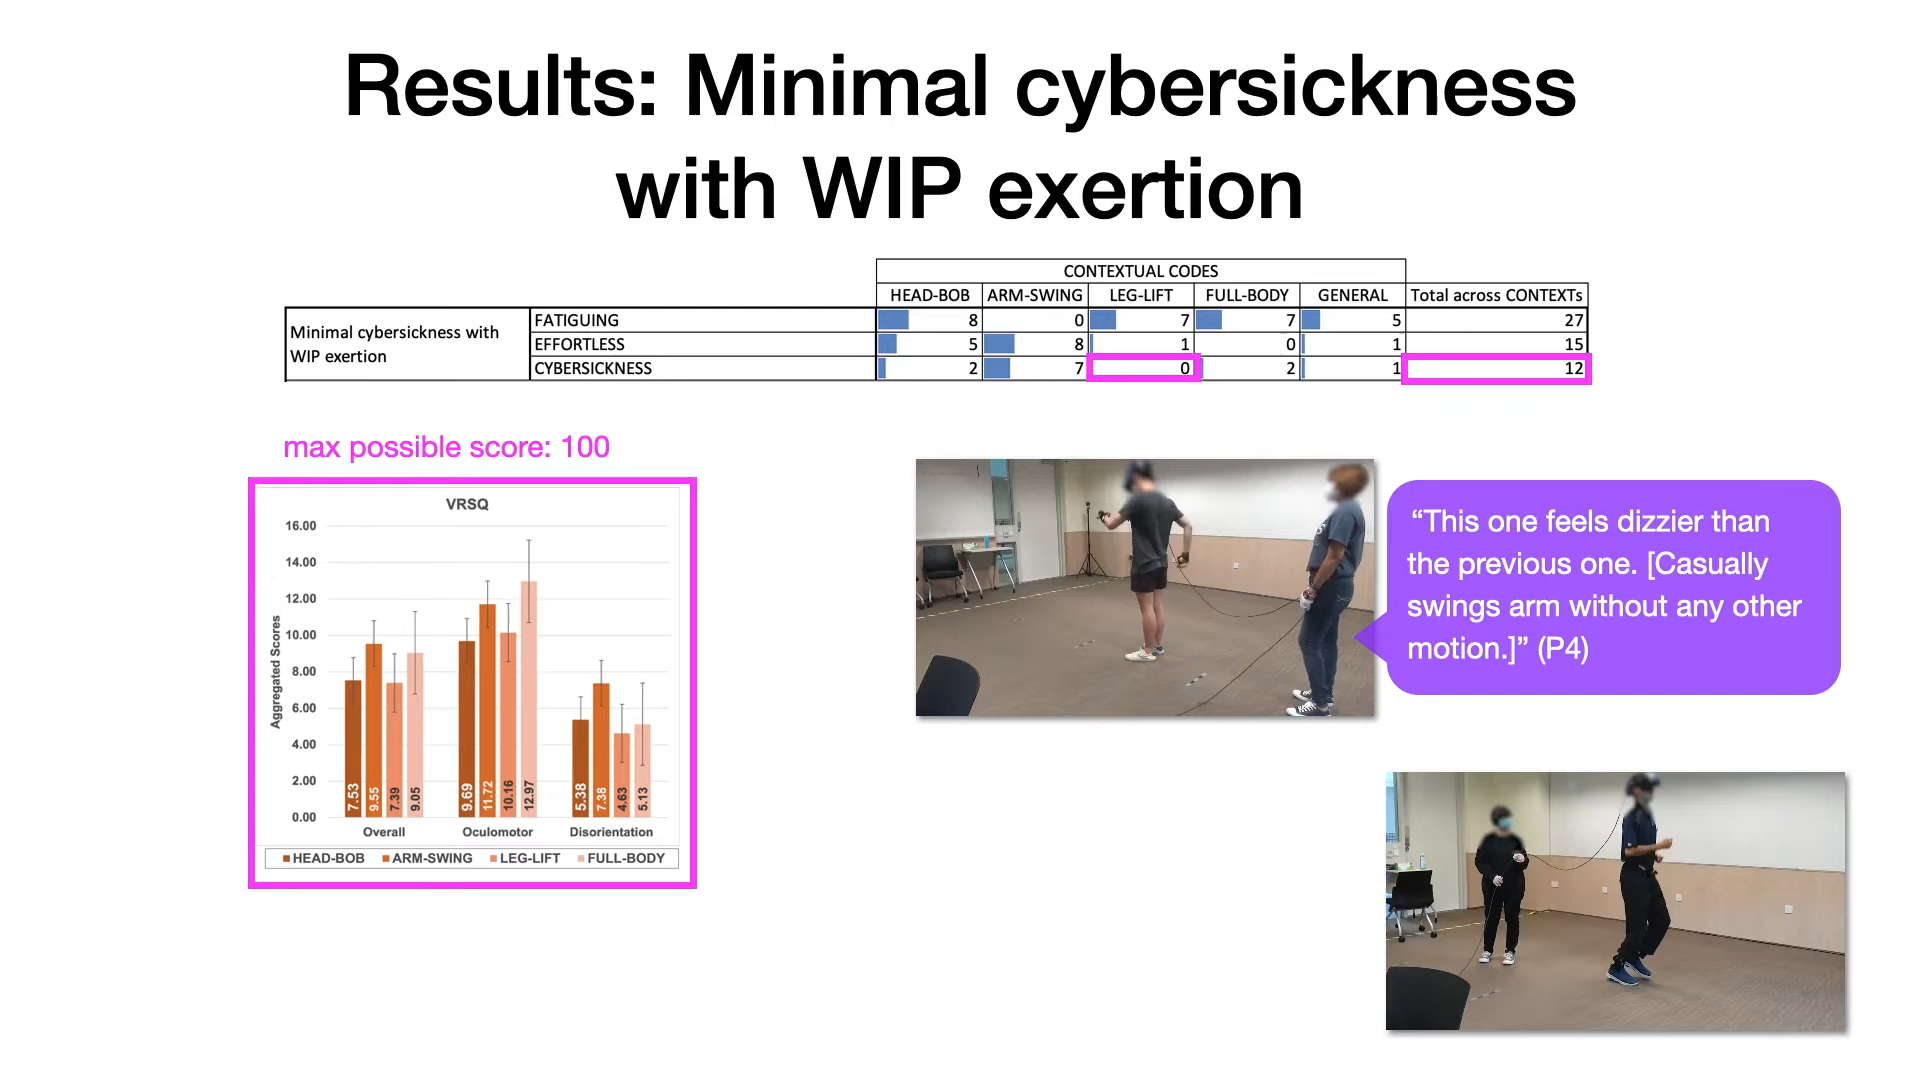 Results: Minimal cybersickness
with WIP exertion
CONTEXTUAL CODES
HEAD-BOB ARM-SWING LEG-LIFT FULL-BODY GENERAL Total across CONTEXTs
Minimal cybersickness with
WIP exertion
FATIGUING 8 0 7 7 5 27
EFFORTLESS 5 8 1 0 1 15
CYBERSICKNESS 2 7 0 2 1 12
max possible score: 100
VRSQ
Aggregated Scores
16.00
14.00
12.00
10.00
8.00
6.00
4.00
2.00
0.00
7.53 9.55 7.39 9.05 9.69 11.72 10.16 12.97 5.38 7.38 4.63 5.13
Overall Oculomotor Disorientation
HEAD-BOB ARM-SWING LEG-LIFT FULL-BODY
“This one feels dizzier than
the previous one. [Casually
swings arm without any other
motion.]” (P4)